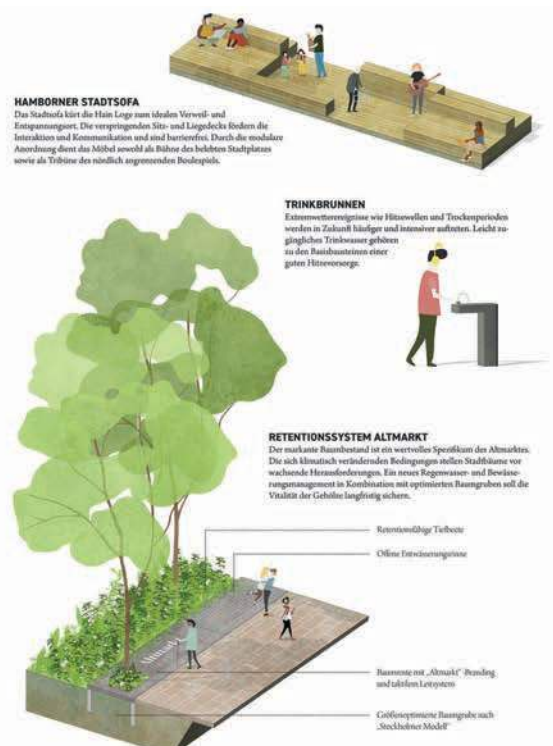 HAMBORNER STADTSOFA
Das Stadtsofa kürt die Hain Loge zum idealen Verweil- und
Entspannungsort. Die verspringenden Sitz- und Liegedecks fördern die
Interaktion und Kommunikation und sind barrierefrei. Durch die modulare
Anordnung dient das Möbel sowohl als Bühne des belebten Stadtplatzes
sowie als Tribüne des nördlich angrenzenden Boulespiels.
TRINKBRUNNEN
Extremwetterereignisse wie Hitzewellen und Trockenperioden
werden in Zukunft häufiger und intensiver auftreten. Leicht zu-
gängliches Trinkwasser gehören
zu den Basisbausteinen einer
guten Hitzevorsorge.
RETENTIONSSYSTEM ALTMARKT
Der markante Baumbestand ist ein wertvolles Spezifikum des Altmarktes.
Die sich klimatisch verändernden Bedingungen stellen Stadtbäume vor
wachsende Herausforderungen. Ein neues Regenwasser- und Bewässe-
rungsmanagement in Kombination mit optimierten Baumgruben soll die
Vitalität der Gehölze langfristig sichern.
Retentionsfähige Tiefbeete
Offene Entwässerungsrinne
Altmarkt
Baumroste mit „Altmarkt“-Branding
und taktilem Leitsystem
Größenoptimierte Baumgrube nach
„Stockholmer Modell“